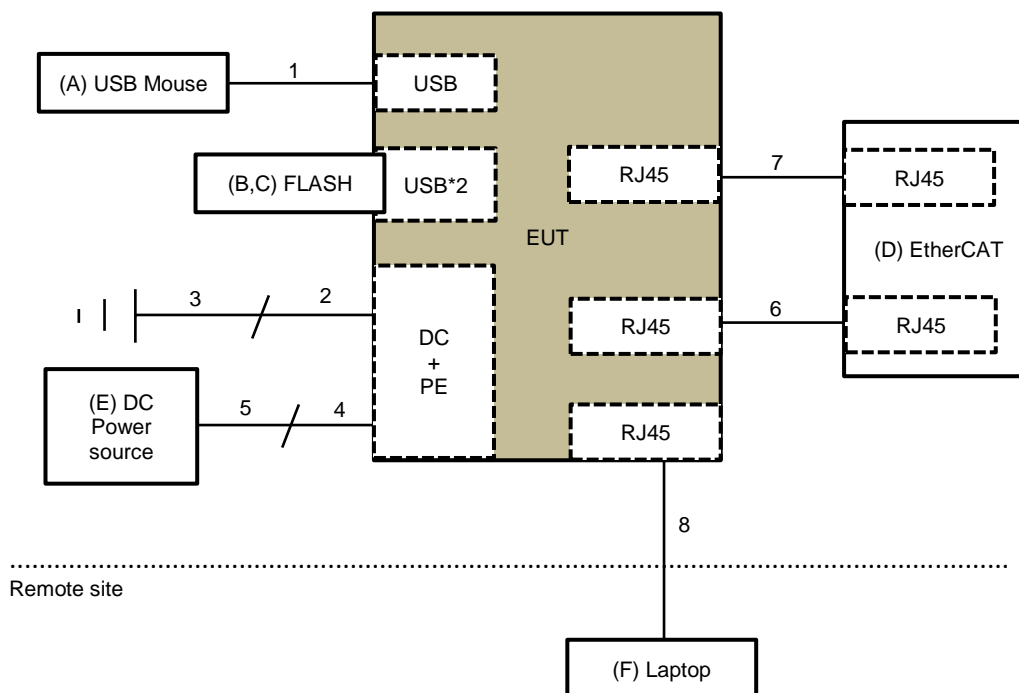 (A) USB Mouse
1
USB
(B,C) FLASH
USB*2
RJ45
7
RJ45
EUT
(D) EtherCAT
3
2
DC
+
PE
RJ45
6
RJ45
(E) DC
Power
source
5
4
RJ45
8
Remote site
(F) Laptop